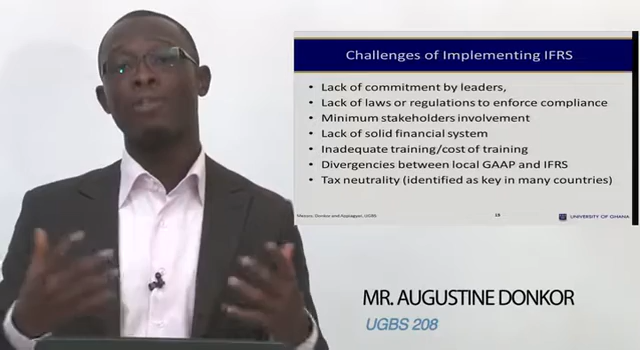 Challenges of Implementing IFRS
• Lack of commitment by leaders,
• Lack of laws or regulations to enforce compliance
• Minimum stakeholders involvement
• Lack of solid financial system
• Inadequate training/cost of training
• Divergencies between local GAAP and IFRS
• Tax neutrality (identified as key in many countries)
UGBS
UNIVERSITY OF GHANA
MR. AUGUSTINE DONKOR
UGBS 208